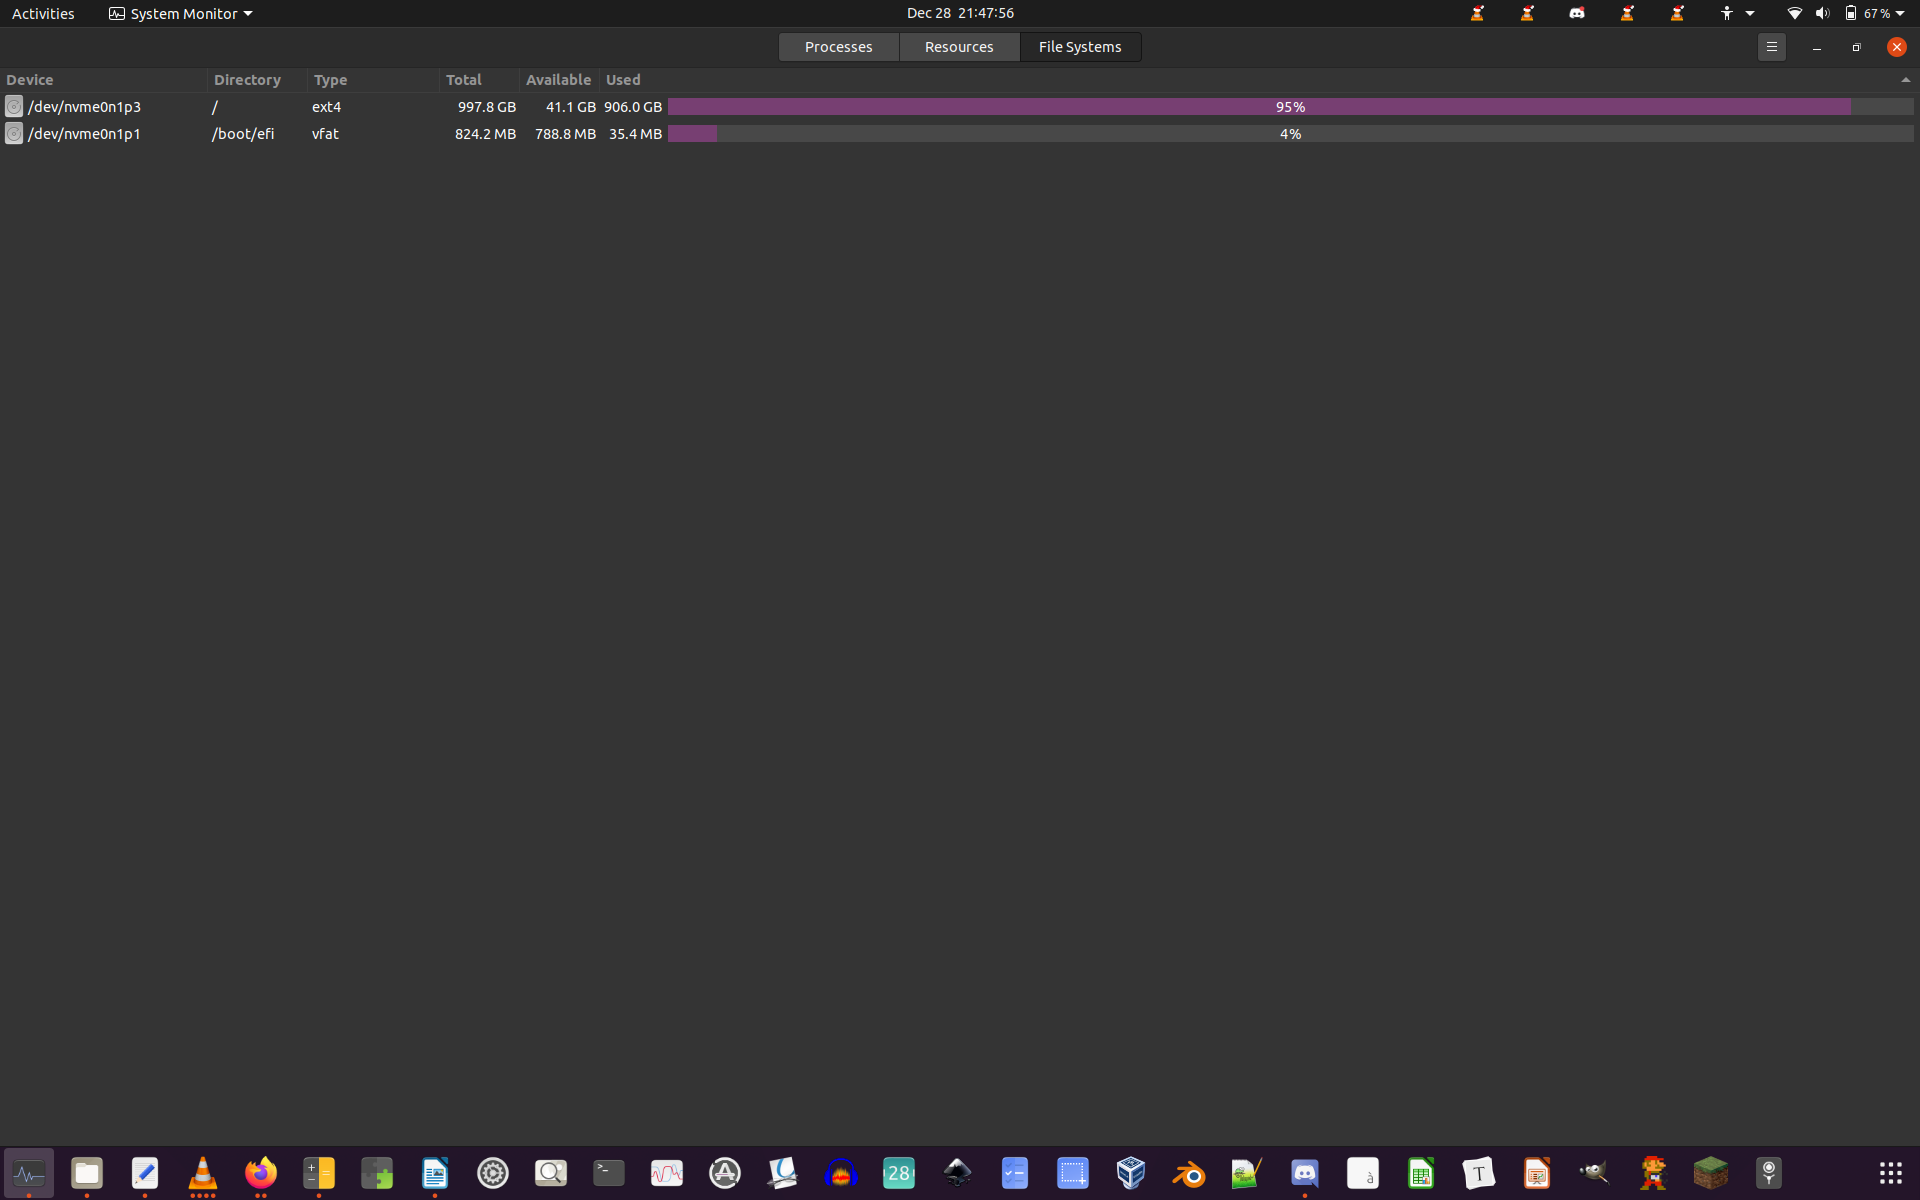 Activities System Monitor Dec 28 21:47:56 67 %
Processes Resources File Systems
Device Directory Type Total Available Used
/dev/nvme0n1p3 / ext4 997.8 GB 41.1 GB 906.0 GB 95%
/dev/nvme0n1p1 /boot/efi vfat 824.2 MB 788.8 MB 35.4 MB 4%
>_ A 28 à T